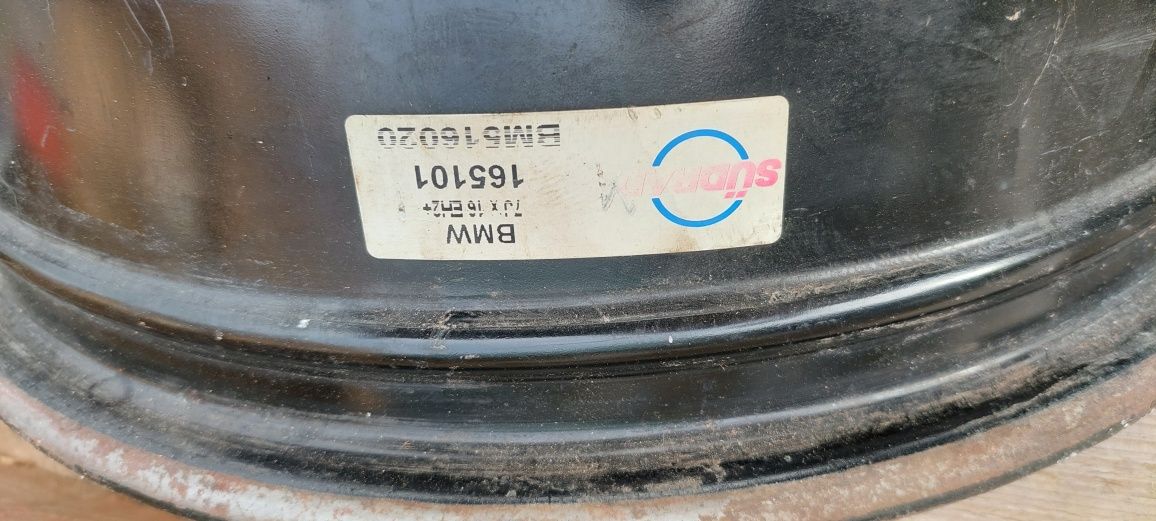 SÜDRAD
BMW
7J x 16 EH2+
165101
BM516020